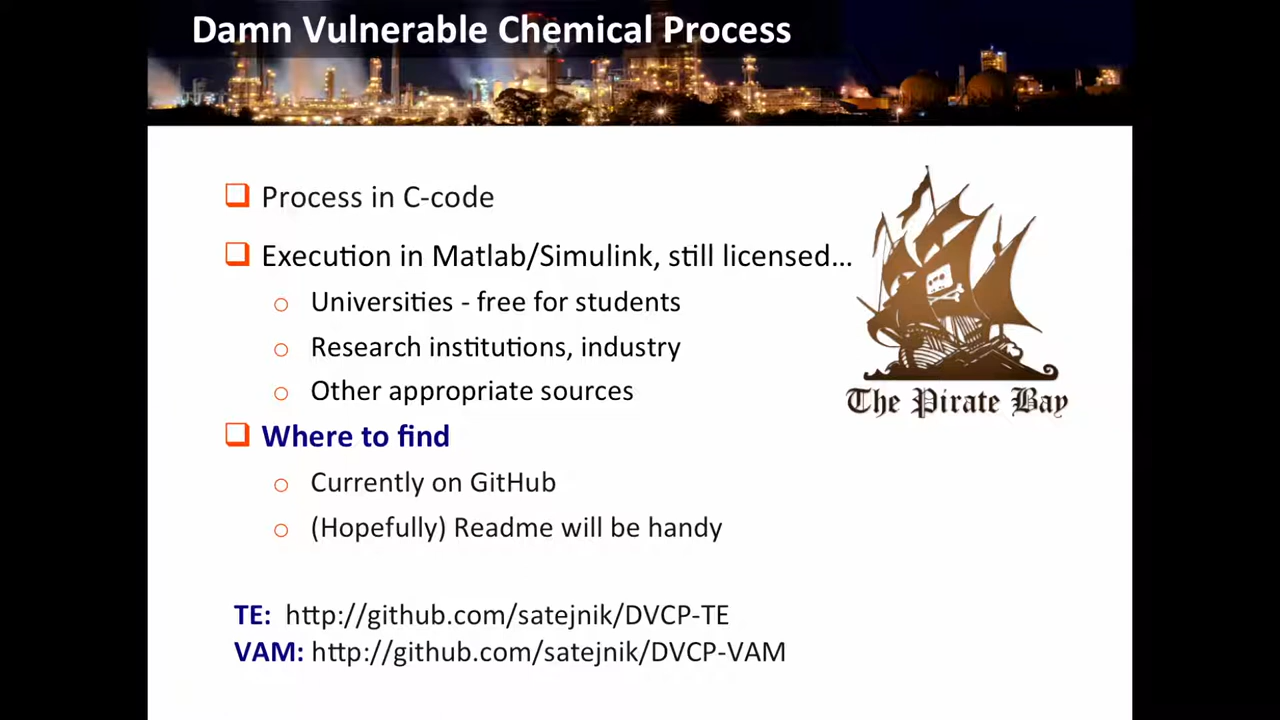 Damn Vulnerable Chemical Process
Process in C-code
Execution in Matlab/Simulink, still licensed…
Universities - free for students
Research institutions, industry
Other appropriate sources
The Pirate Bay
Where to find
Currently on GitHub
(Hopefully) Readme will be handy
TE: http://github.com/satejnik/DVCP-TE
VAM: http://github.com/satejnik/DVCP-VAM